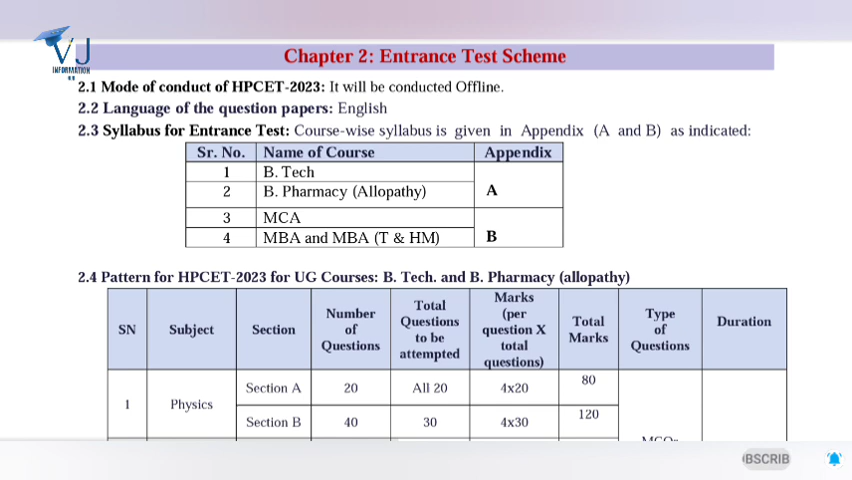 VJ
INFORMATION
Chapter 2: Entrance Test Scheme
2.1 Mode of conduct of HPCET-2023: It will be conducted Offline.
2.2 Language of the question papers: English
2.3 Syllabus for Entrance Test: Course-wise syllabus is given in Appendix (A and B) as indicated:
Sr. No. Name of Course Appendix
1 B. Tech
2 B. Pharmacy (Allopathy) A
3 MCA
4 MBA and MBA (T & HM) B
2.4 Pattern for HPCET-2023 for UG Courses: B. Tech. and B. Pharmacy (allopathy)
SN Subject Section Number of Questions Total Questions to be attempted Marks (per question X total questions) Total Marks Type of Questions Duration
1 Physics Section A 20 All 20 4x20 80
Section B 40 30 4x30 120
BSCRIB